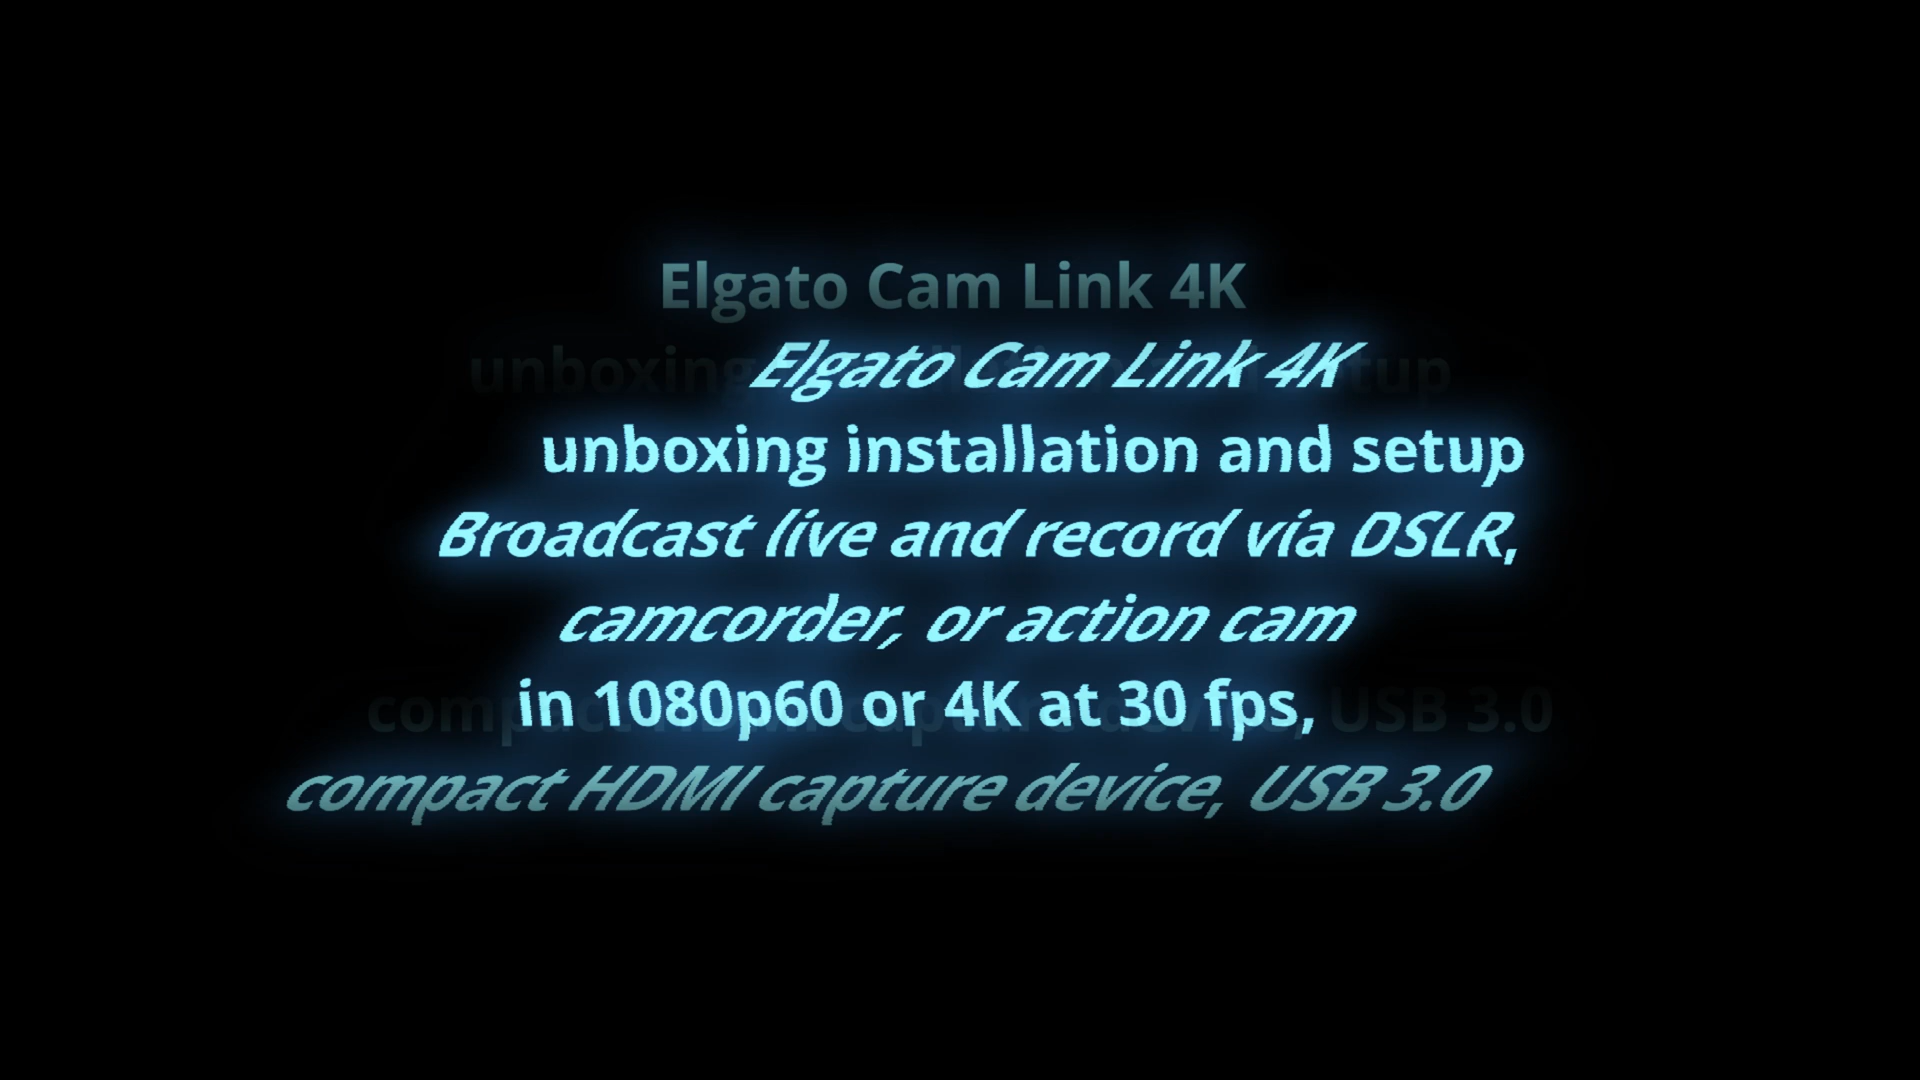 Elgato Cam Link 4K
Elgato Cam Link 4K
unboxing installation and setup
Broadcast live and record via DSLR,
camcorder, or action cam
in 1080p60 or 4K at 30 fps,
compact HDMI capture device, USB 3.0